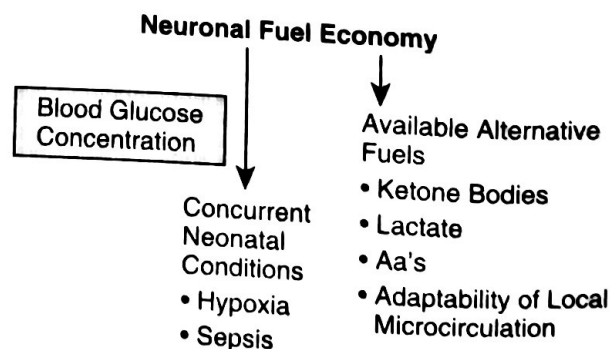 Neuronal Fuel Economy
Blood Glucose
Concentration
Concurrent
Neonatal
Conditions
• Hypoxia
• Sepsis
Available Alternative
Fuels
• Ketone Bodies
• Lactate
• Aa's
• Adaptability of Local
Microcirculation